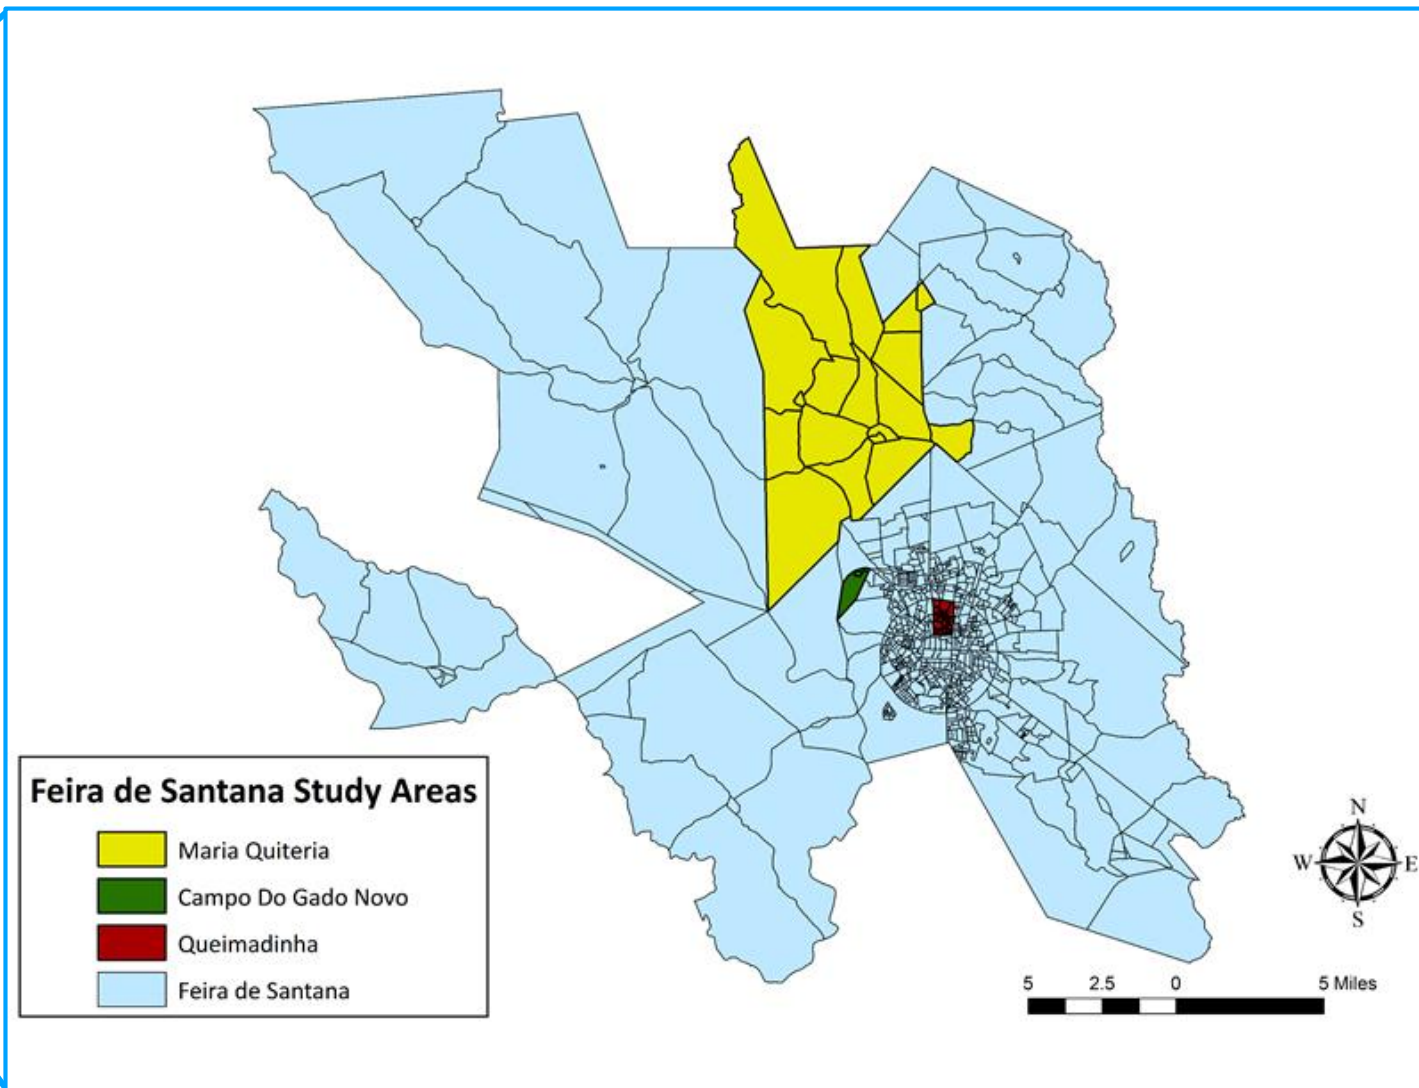 Feira de Santana Study Areas
Maria Quiteria
Campo Do Gado Novo
Queimadinha
Feira de Santana
N
W E
S
5 2.5 0 5 Miles